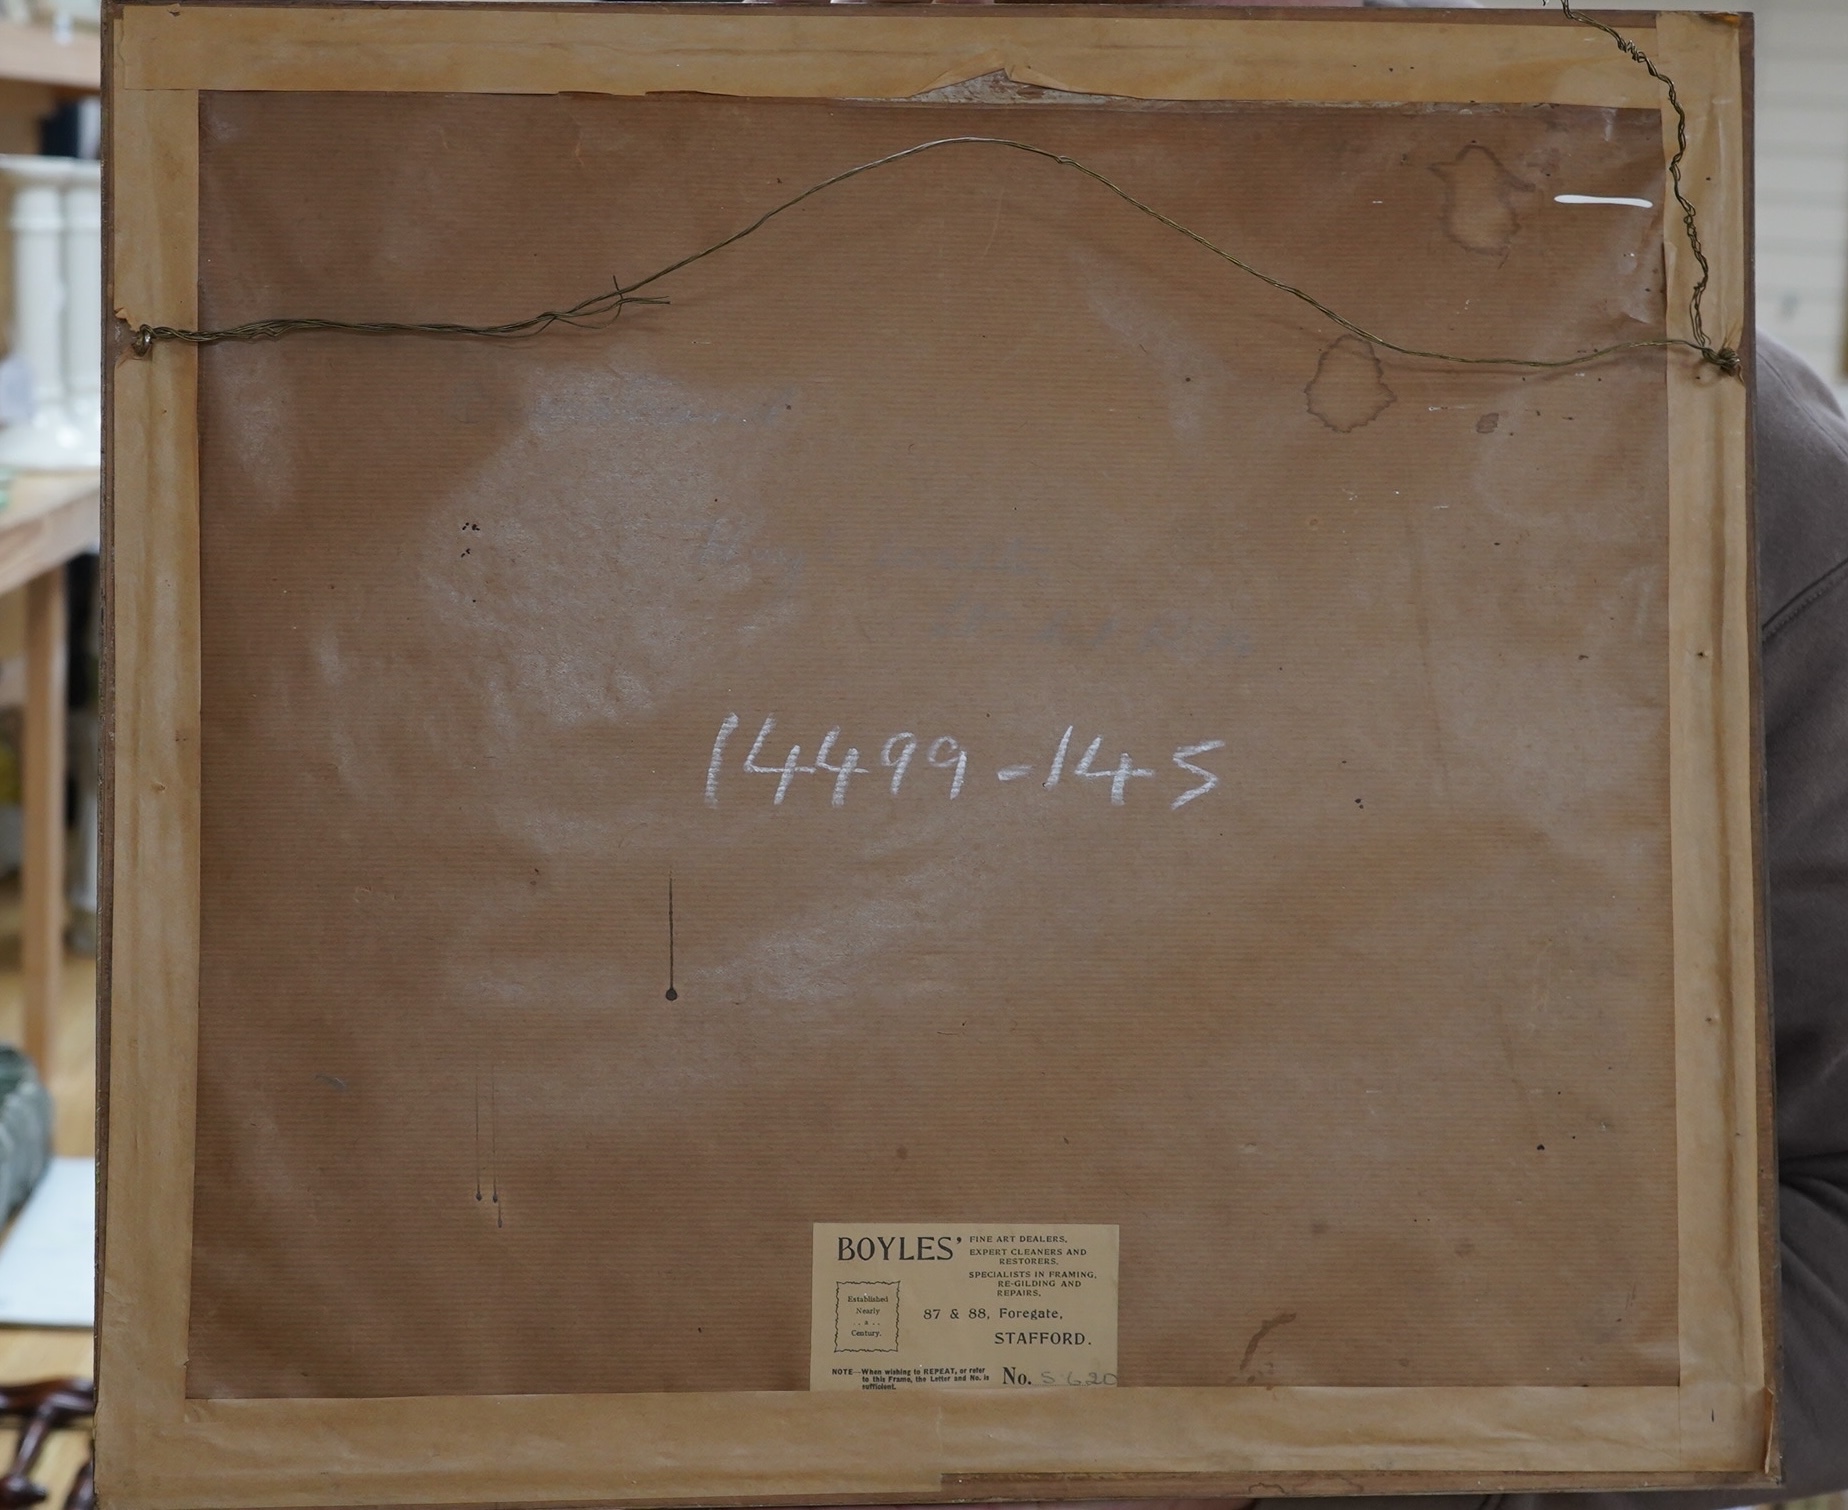 14499-145
BOYLES'
FINE ART DEALERS,
EXPERT CLEANERS AND
RESTORERS.
SPECIALISTS IN FRAMING,
RE-GILDING AND
REPAIRS,
Established
Nearly
.. a ..
Century.
87 & 88, Foregate,
STAFFORD.
NOTE—When wishing to REPEAT, or refer
to this Frame, the Letter and No. is
sufficient.
No. S 620